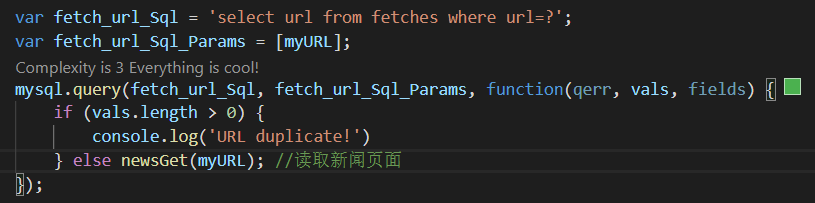 var fetch_url_Sql = 'select url from fetches where url=?';
var fetch_url_Sql_Params = [myURL];
Complexity is 3 Everything is cool!
mysql.query(fetch_url_Sql, fetch_url_Sql_Params, function(qerr, vals, fields) {
    if (vals.length > 0) {
        console.log('URL duplicate!')
    } else newsGet(myURL); //读取新闻页面
});